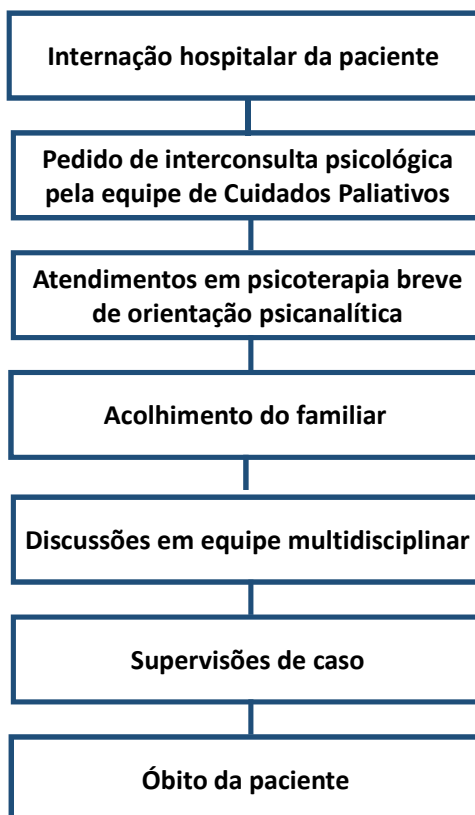 Internação hospitalar da paciente
Pedido de interconsulta psicológica
pela equipe de Cuidados Paliativos
Atendimentos em psicoterapia breve
de orientação psicanalítica
Acolhimento do familiar
Discussões em equipe multidisciplinar
Supervisões de caso
Óbito da paciente